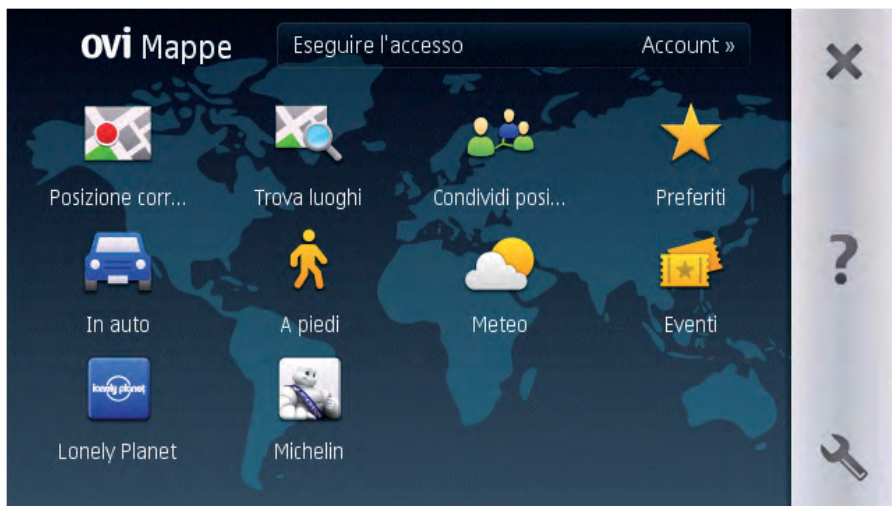 ovi Mappe
Eseguire l'accesso Account »
Posizione corr... Trova luoghi Condividi posi... Preferiti
In auto A piedi Meteo Eventi
lonely planet
Lonely Planet Michelin
?